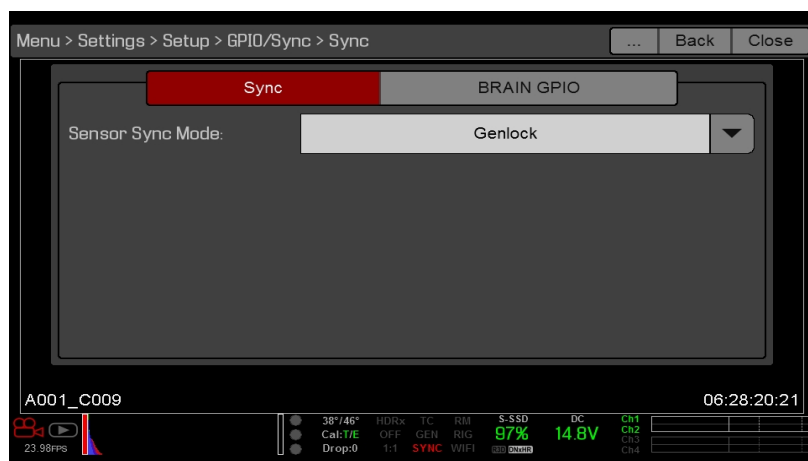 Menu > Settings > Setup > GPIO/Sync > Sync ... Back Close
Sync BRAIN GPIO
Sensor Sync Mode: Genlock
A001_C009 06:28:20:21
38°/46° HDRx TC RM S-SSD DC Ch1
Cal:T/E OFF GEN RIG 97% 14.8V Ch2
Ch3
23.98FPS Drop:0 1:1 SYNC WIFI DNxHR Ch4